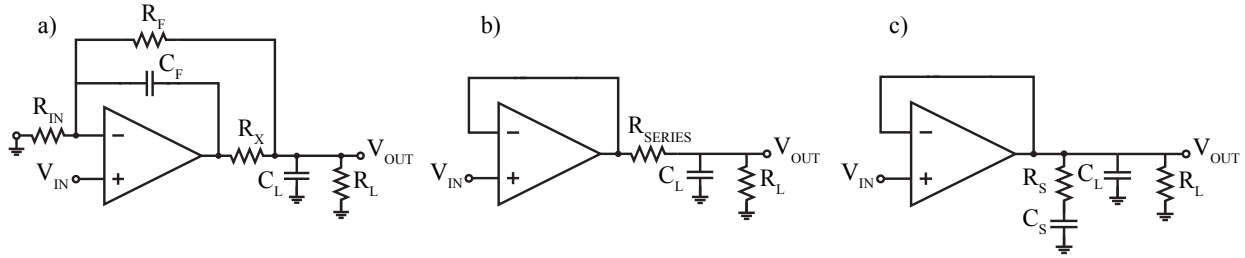 a)
R_F
C_F
R_IN
−
+
V_IN
R_X
C_L
R_L
V_OUT
b)
−
+
V_IN
R_SERIES
C_L
R_L
V_OUT
c)
−
+
V_IN
R_S
C_S
C_L
R_L
V_OUT